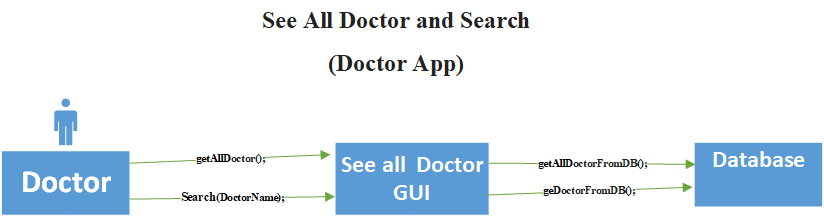 See All Doctor and Search
(Doctor App)
Doctor
getAllDoctor();
Search(DoctorName);
See all Doctor
GUI
getAllDoctorFromDB();
geDoctorFromDB();
Database